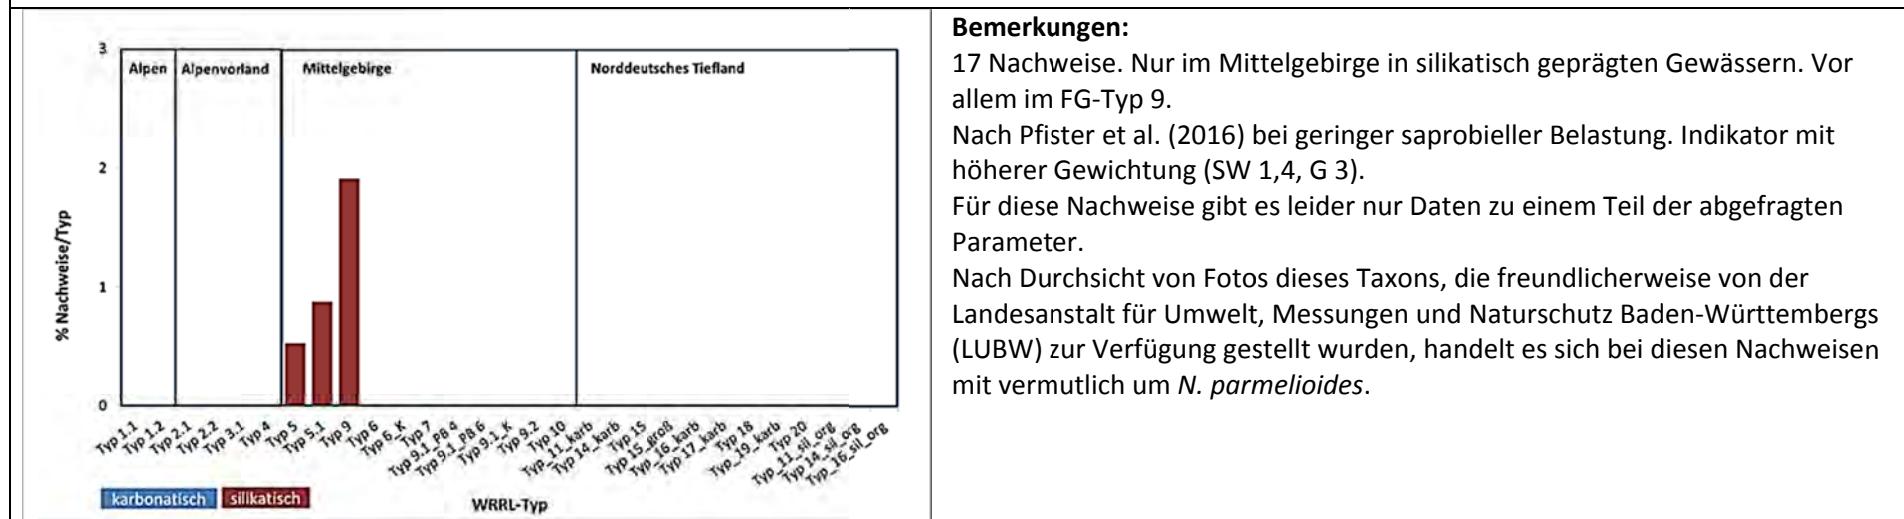 3
Alpen Alpenvorland Mittelgebirge Norddeutsches Tiefland
2
1
0
% Nachweise/Typ
Typ 1.1
Typ 1.2
Typ 2.1
Typ 2.2
Typ 3.1
Typ 4
Typ 5
Typ 5.1
Typ 9
Typ 6
Typ 6_K
Typ 7
Typ 9.1_PB 4
Typ 9.1_PB 6
Typ 9.1_K
Typ 9.2
Typ 10
Typ_11_karb
Typ 14_karb
Typ 15
Typ 15_groß
Typ_16_karb
Typ 17_karb
Typ 18
Typ_19_karb
Typ 20
Typ_11_sil_org
Typ 14_sil_org
Typ_16_sil_org
karbonatisch silikatisch
WRRL-Typ
Bemerkungen:
17 Nachweise. Nur im Mittelgebirge in silikatisch geprägten Gewässern. Vor
allem im FG-Typ 9.
Nach Pfister et al. (2016) bei geringer saprobieller Belastung. Indikator mit
höherer Gewichtung (SW 1,4, G 3).
Für diese Nachweise gibt es leider nur Daten zu einem Teil der abgefragten
Parameter.
Nach Durchsicht von Fotos dieses Taxons, die freundlicherweise von der
Landesanstalt für Umwelt, Messungen und Naturschutz Baden-Württembergs
(LUBW) zur Verfügung gestellt wurden, handelt es sich bei diesen Nachweisen
mit vermutlich um N. parmelioides.